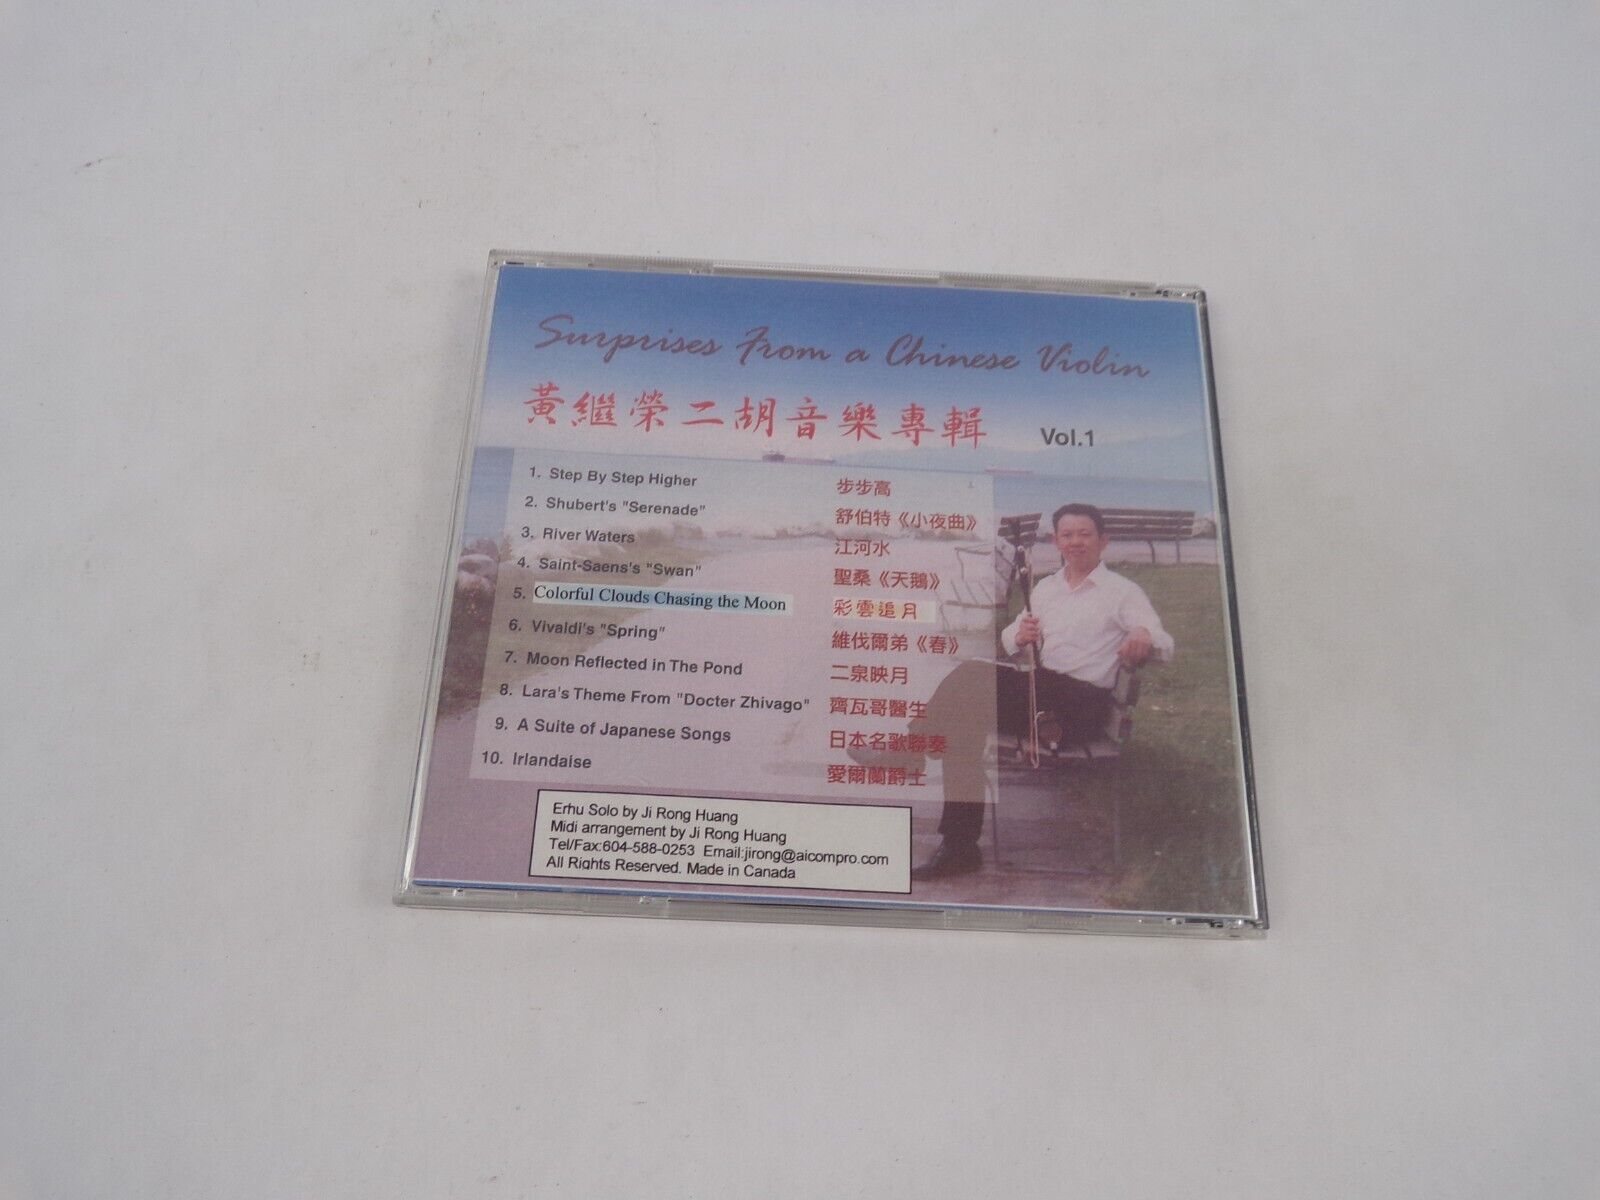 Surprises From a Chinese Violin
黃繼榮二胡音樂專輯 Vol.1
1. Step By Step Higher 步步高
2. Shubert's "Serenade" 舒伯特《小夜曲》
3. River Waters 江河水
4. Saint-Saens's "Swan" 聖桑《天鵝》
5. Colorful Clouds Chasing the Moon 彩雲追月
6. Vivaldi's "Spring" 維伐爾弟《春》
7. Moon Reflected in The Pond 二泉映月
8. Lara's Theme From "Docter Zhivago" 齊瓦哥醫生
9. A Suite of Japanese Songs 日本名歌聯奏
10. Irlandaise 愛爾蘭爵士
Erhu Solo by Ji Rong Huang
Midi arrangement by Ji Rong Huang
Tel/Fax:604-588-0253 Email:jirong@aicompro.com
All Rights Reserved. Made in Canada